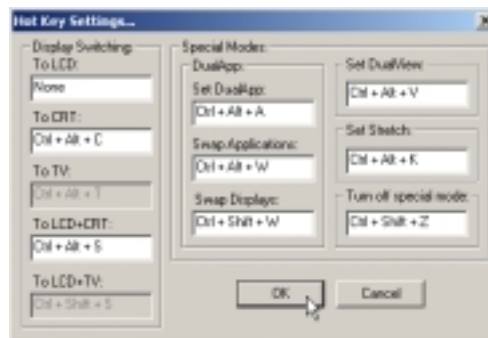 Hot Key Settings...
Display Switching:
To LCD:
None
To CRT:
Ctrl + Alt + C
To TV:
Ctrl + Alt + T
To LCD+CRT:
Ctrl + Alt + S
To LCD+TV:
Ctrl + Shift + S
Special Modes:
DualApp:
Set DualApp:
Ctrl + Alt + A
Swap Applications:
Ctrl + Alt + W
Swap Displays:
Ctrl + Shift + W
Set DualView:
Ctrl + Alt + V
Set Stretch:
Ctrl + Alt + K
Turn off special mode:
Ctrl + Shift + Z
OK
Cancel